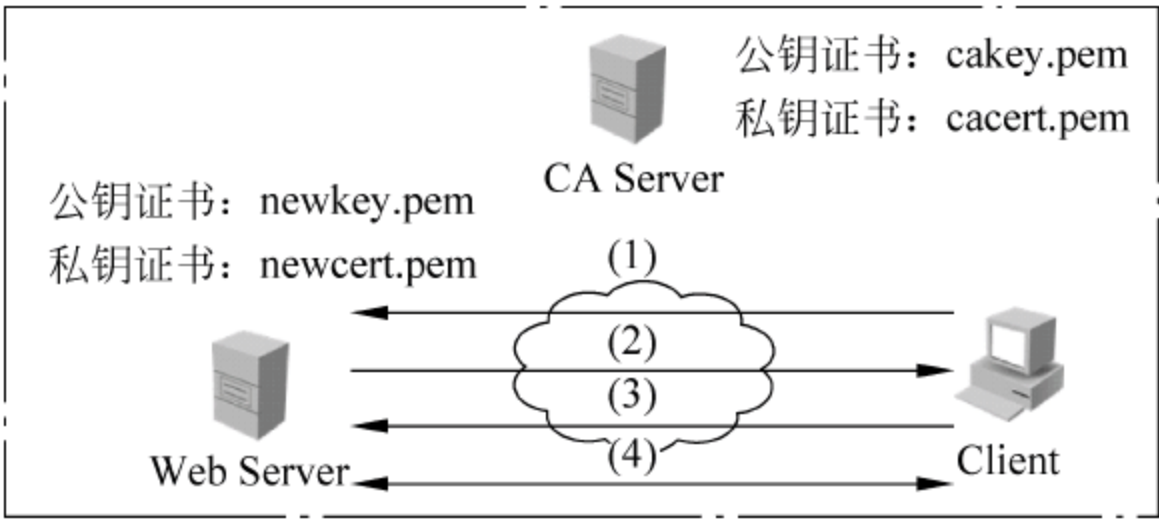 公钥证书：cakey.pem
私钥证书：cacert.pem
CA Server
公钥证书：newkey.pem
私钥证书：newcert.pem
(1)
(2)
(3)
(4)
Web Server
Client